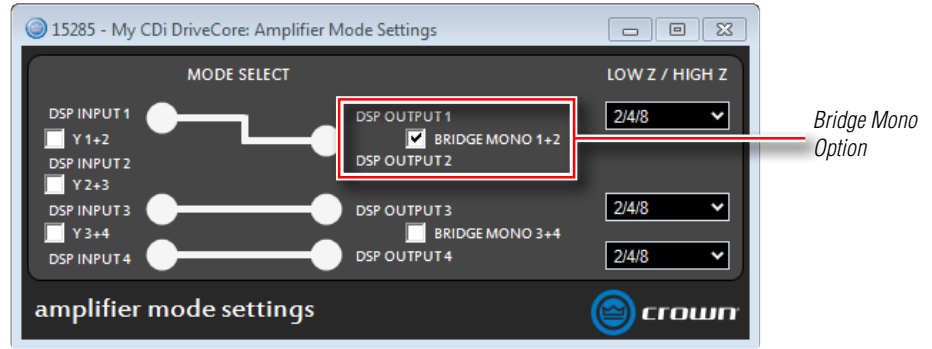 15285 - My CDi DriveCore: Amplifier Mode Settings
MODE SELECT
LOW Z / HIGH Z
DSP INPUT 1
DSP OUTPUT 1
2/4/8
Y 1+2
BRIDGE MONO 1+2
DSP INPUT 2
DSP OUTPUT 2
Y 2+3
DSP INPUT 3
DSP OUTPUT 3
2/4/8
Y 3+4
BRIDGE MONO 3+4
DSP INPUT 4
DSP OUTPUT 4
2/4/8
amplifier mode settings
crown
Bridge Mono
Option